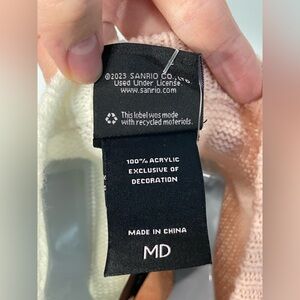 ©2023 SANRIO CO., LTD.
Used Under License.
www.sanrio.com
This label was made
with recycled materials.
100% ACRYLIC
EXCLUSIVE OF
DECORATION
MADE IN CHINA
MD